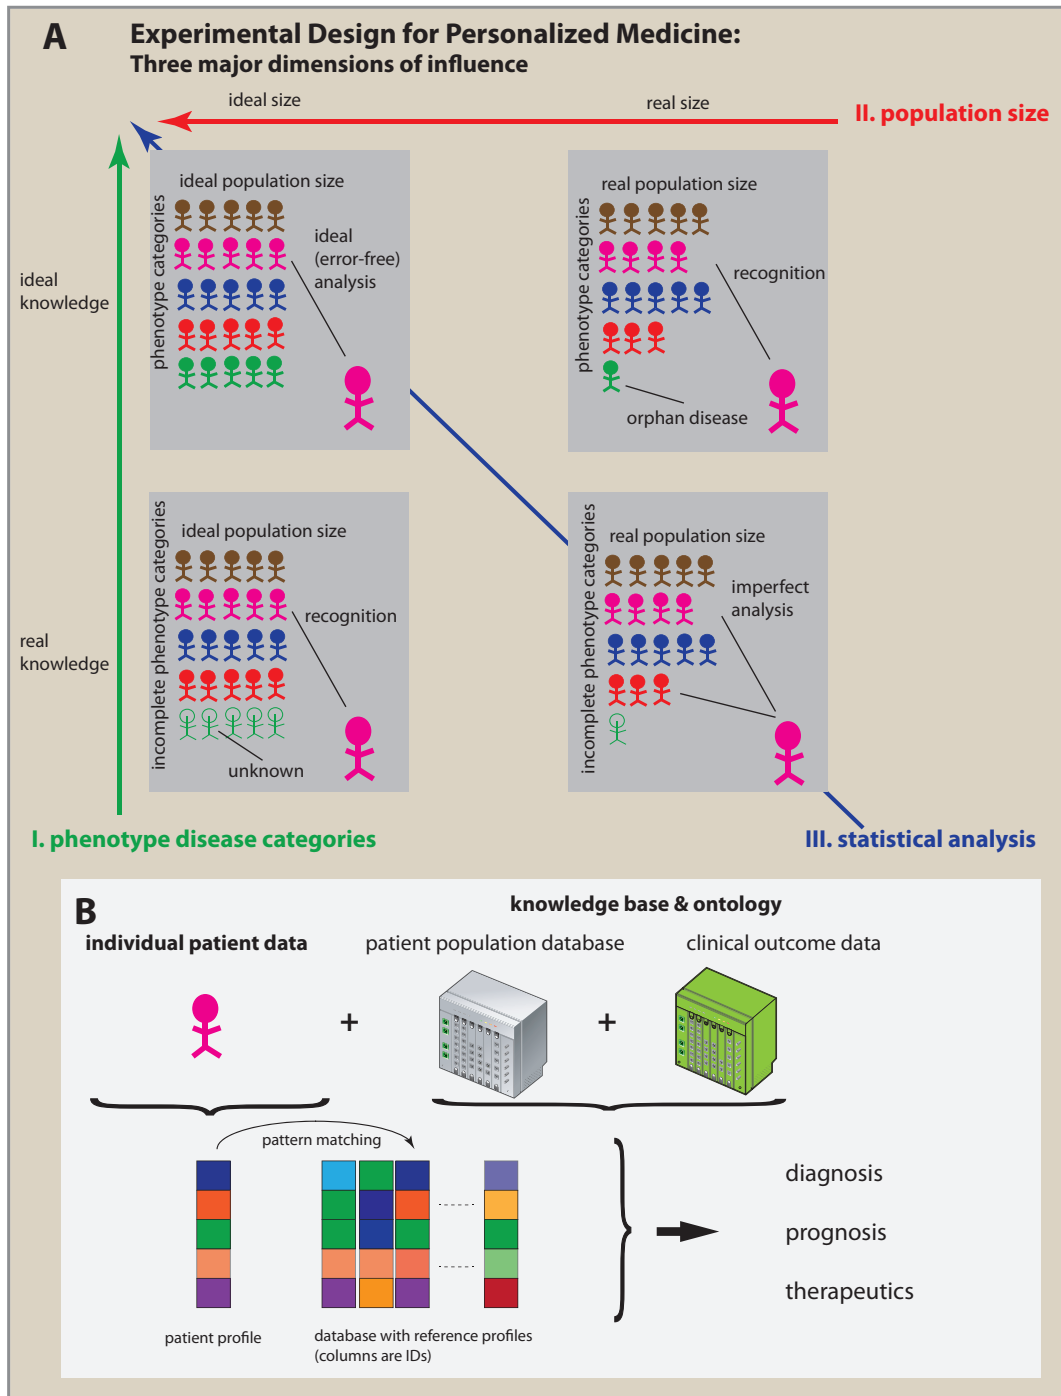 A
Experimental Design for Personalized Medicine:
Three major dimensions of influence
ideal size
real size
II. population size
ideal population size
phenotype categories
ideal
(error-free)
analysis
real population size
phenotype categories
recognition
orphan disease
ideal
knowledge
ideal population size
incomplete phenotype categories
recognition
unknown
real population size
incomplete phenotype categories
imperfect
analysis
real
knowledge
I. phenotype disease categories
III. statistical analysis
B
knowledge base & ontology
individual patient data
patient population database
clinical outcome data
+
+
pattern matching
diagnosis
prognosis
therapeutics
patient profile
database with reference profiles
(columns are IDs)